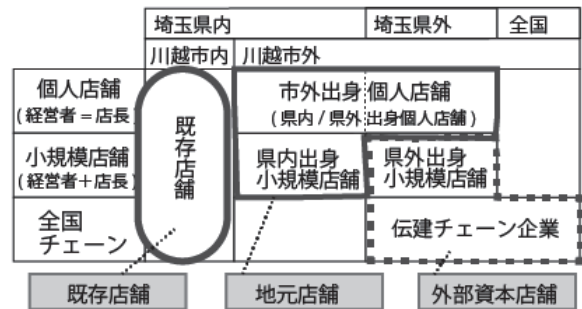 埼玉県内
埼玉県外
全国
川越市内
川越市外
個人店舗
(経営者=店長)
既存店舗
市外出身 個人店舗
(県内/県外出身個人店舗)
小規模店舗
(経営者+店長)
県内出身
小規模店舗
県外出身
小規模店舗
全国
チェーン
伝建チェーン企業
既存店舗
地元店舗
外部資本店舗